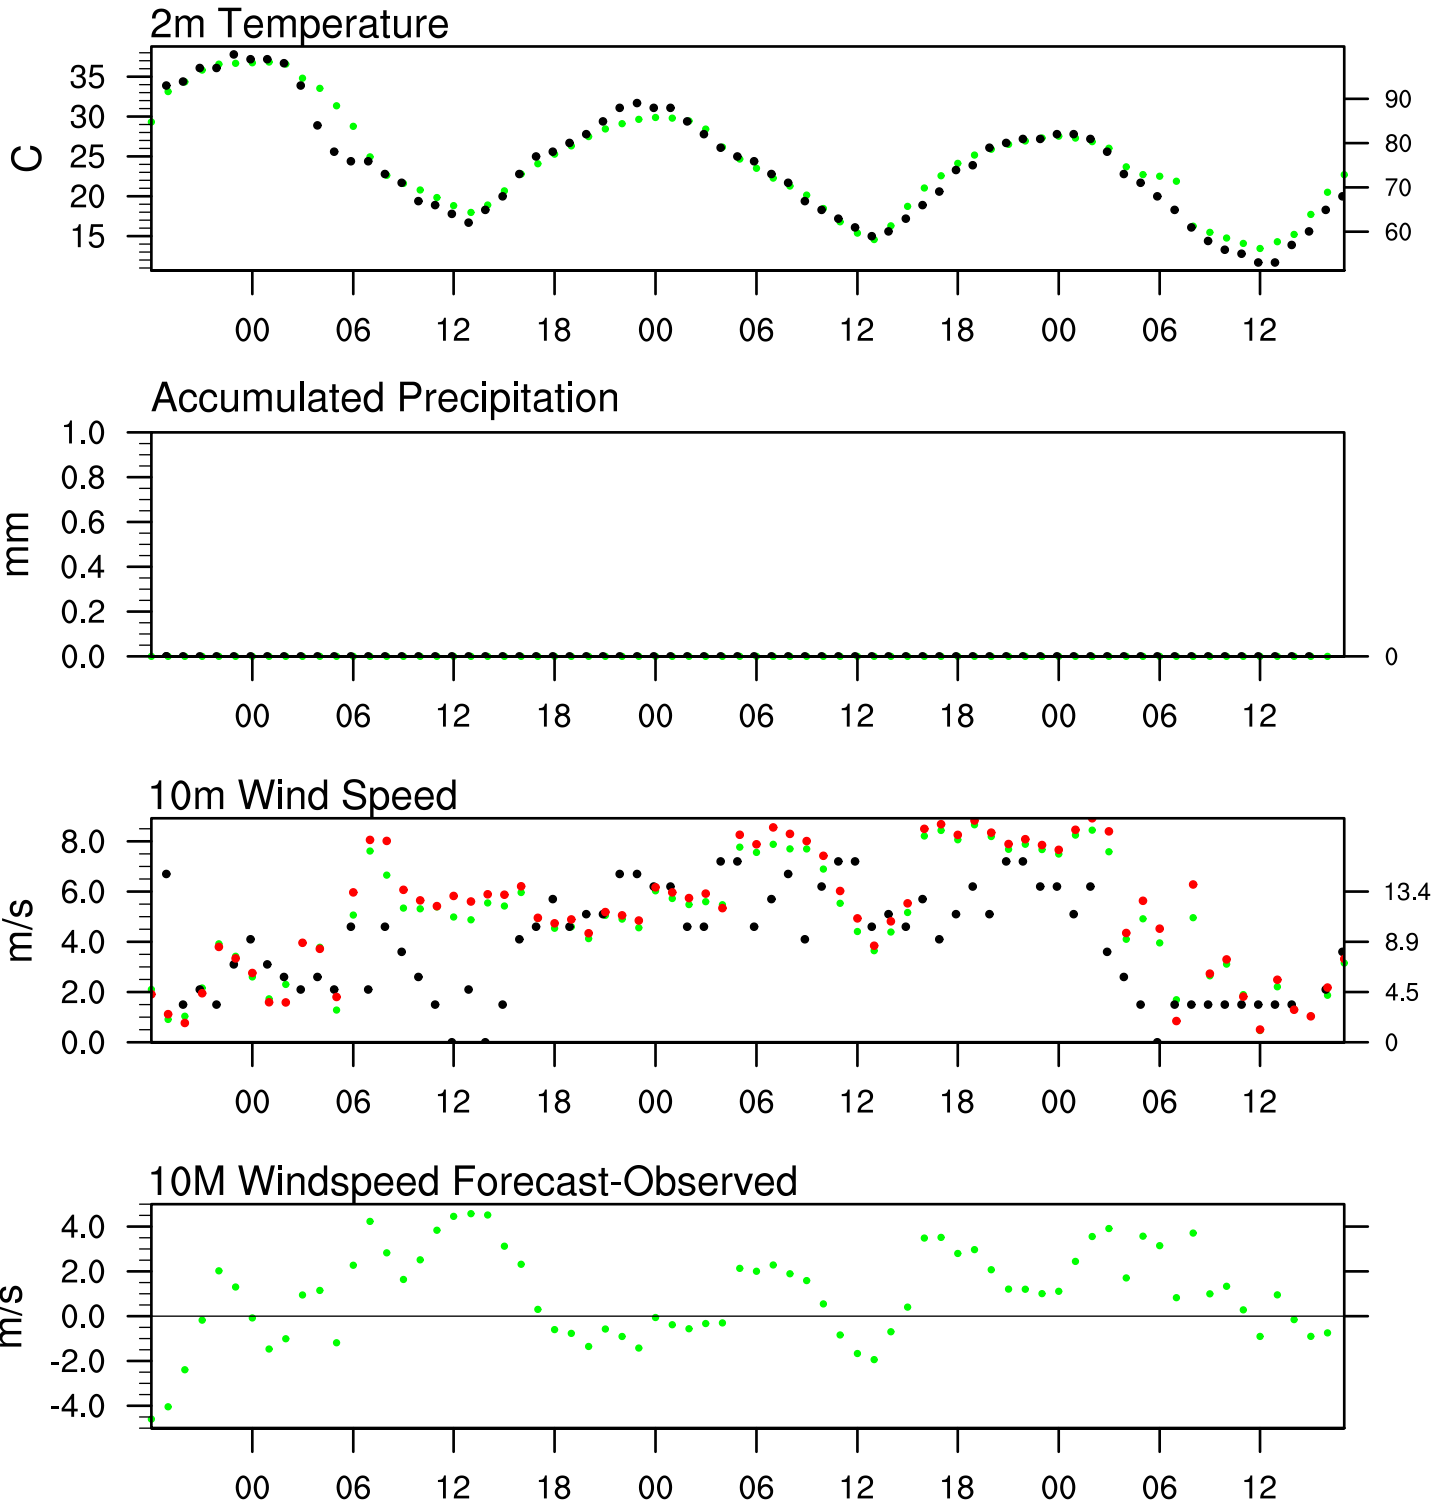 2m Temperature
35
30
25
20
15
C
90
80
70
60
00 06 12 18 00 06 12 18 00 06 12
Accumulated Precipitation
1.0
0.8
0.6
0.4
0.2
0.0
mm
0
00 06 12 18 00 06 12 18 00 06 12
10m Wind Speed
8.0
6.0
4.0
2.0
0.0
m/s
13.4
8.9
4.5
0
00 06 12 18 00 06 12 18 00 06 12
10M Windspeed Forecast-Observed
4.0
2.0
0.0
-2.0
-4.0
m/s
00 06 12 18 00 06 12 18 00 06 12